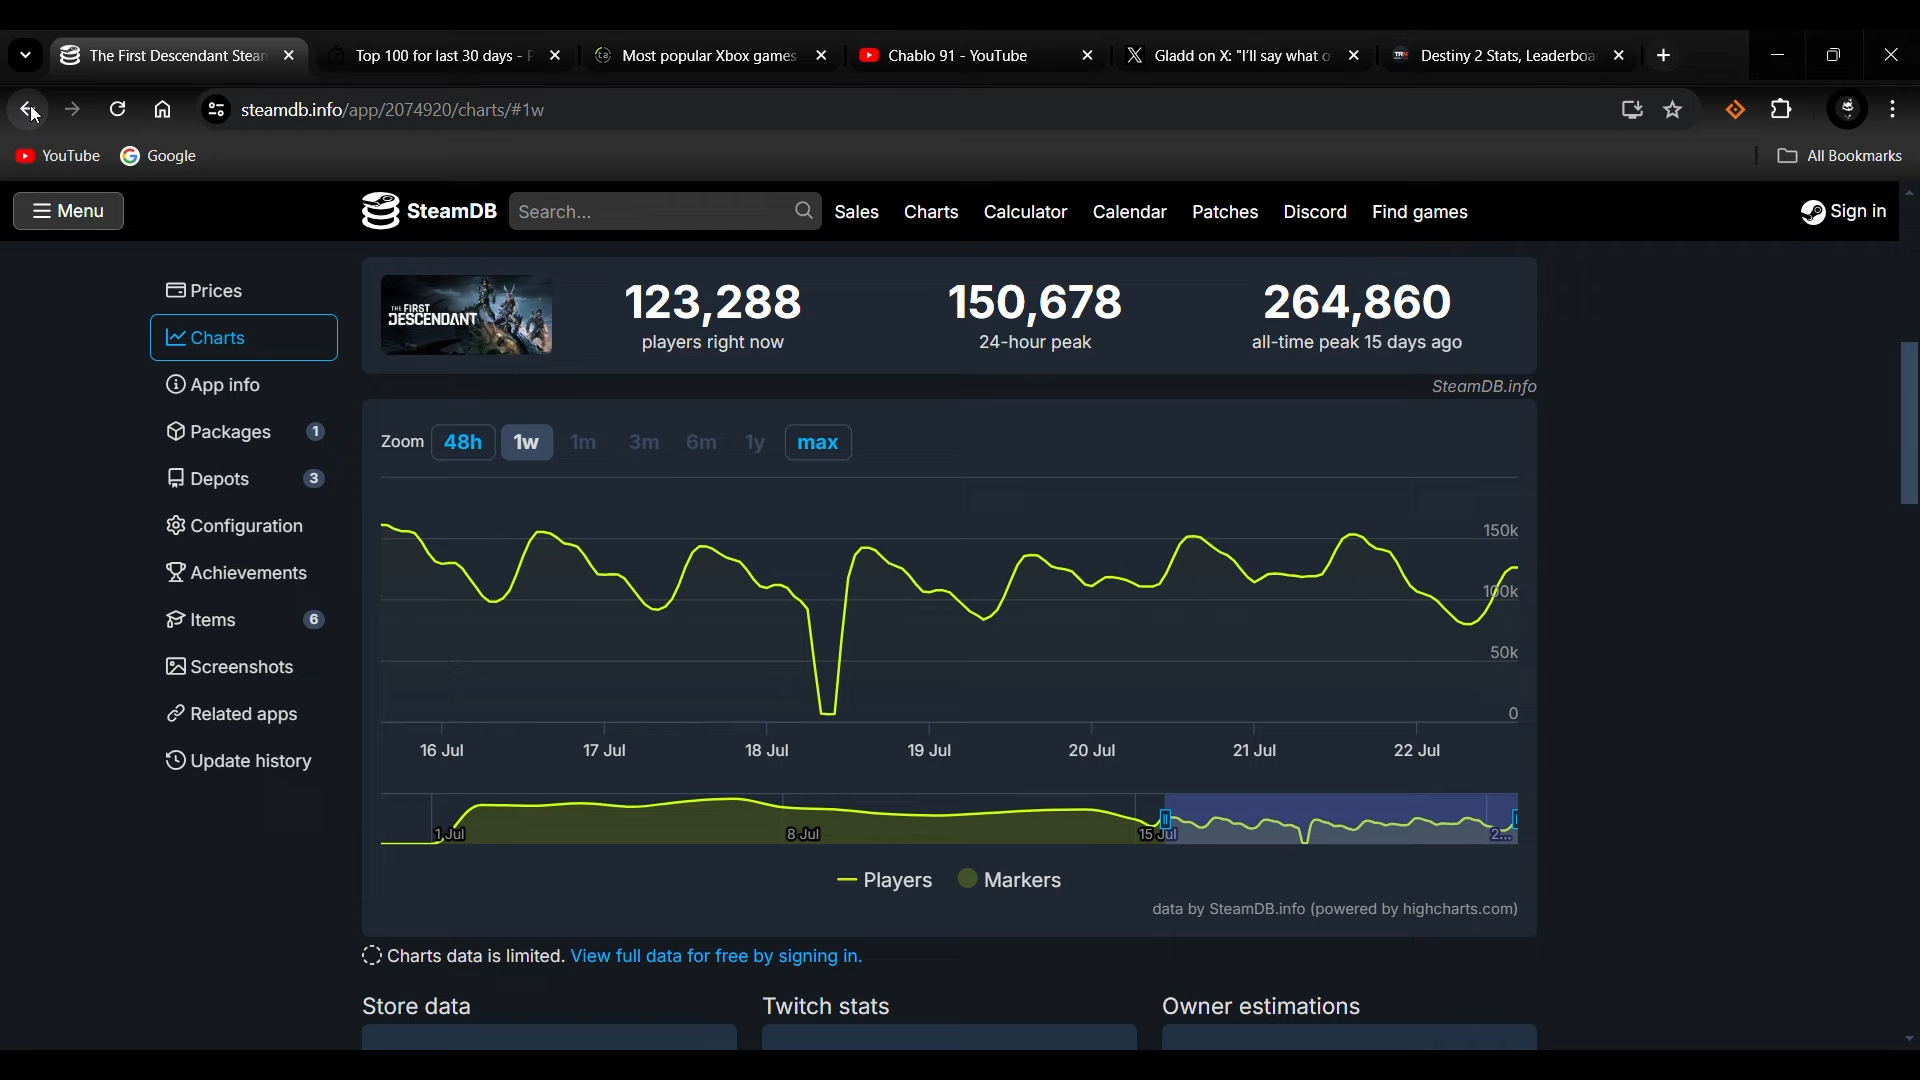 The First Descendant Stean
Top 100 for last 30 days -
Most popular Xbox games
Chablo 91 - YouTube
Gladd on X: "I'll say what o
TRN
Destiny 2 Stats, Leaderboa
steamdb.info/app/2074920/charts/#1w
YouTube
Google
All Bookmarks
Menu
SteamDB
Search...
Sales
Charts
Calculator
Calendar
Patches
Discord
Find games
Sign in
Prices
Charts
App info
Packages 1
Depots 3
Configuration
Achievements
Items 6
Screenshots
Related apps
Update history
THE FIRST
DESCENDANT
123,288
players right now
150,678
24-hour peak
264,860
all-time peak 15 days ago
SteamDB.info
Zoom 48h 1w 1m 3m 6m 1y max
150k
100k
50k
0
16 Jul 17 Jul 18 Jul 19 Jul 20 Jul 21 Jul 22 Jul
1 Jul 8 Jul 15 Jul 2...
Players Markers
data by SteamDB.info (powered by highcharts.com)
Charts data is limited. View full data for free by signing in.
Store data
Twitch stats
Owner estimations